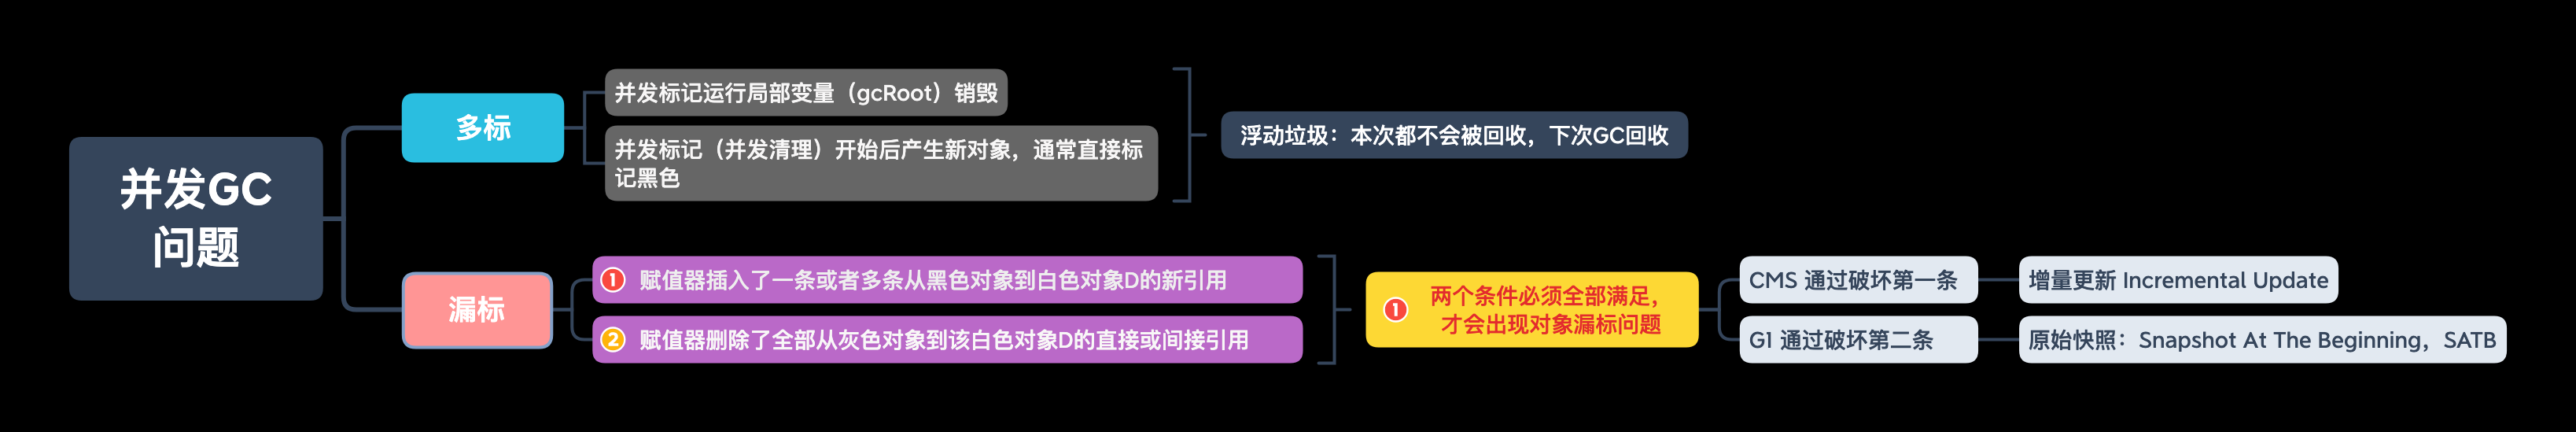 并发GC
问题
多标
并发标记运行局部变量（gcRoot）销毁
并发标记（并发清理）开始后产生新对象，通常直接标
记黑色
浮动垃圾：本次都不会被回收，下次GC回收
漏标
1 赋值器插入了一条或者多条从黑色对象到白色对象D的新引用
2 赋值器删除了全部从灰色对象到该白色对象D的直接或间接引用
1 两个条件必须全部满足，
才会出现对象漏标问题
CMS 通过破坏第一条
增量更新 Incremental Update
G1 通过破坏第二条
原始快照：Snapshot At The Beginning，SATB